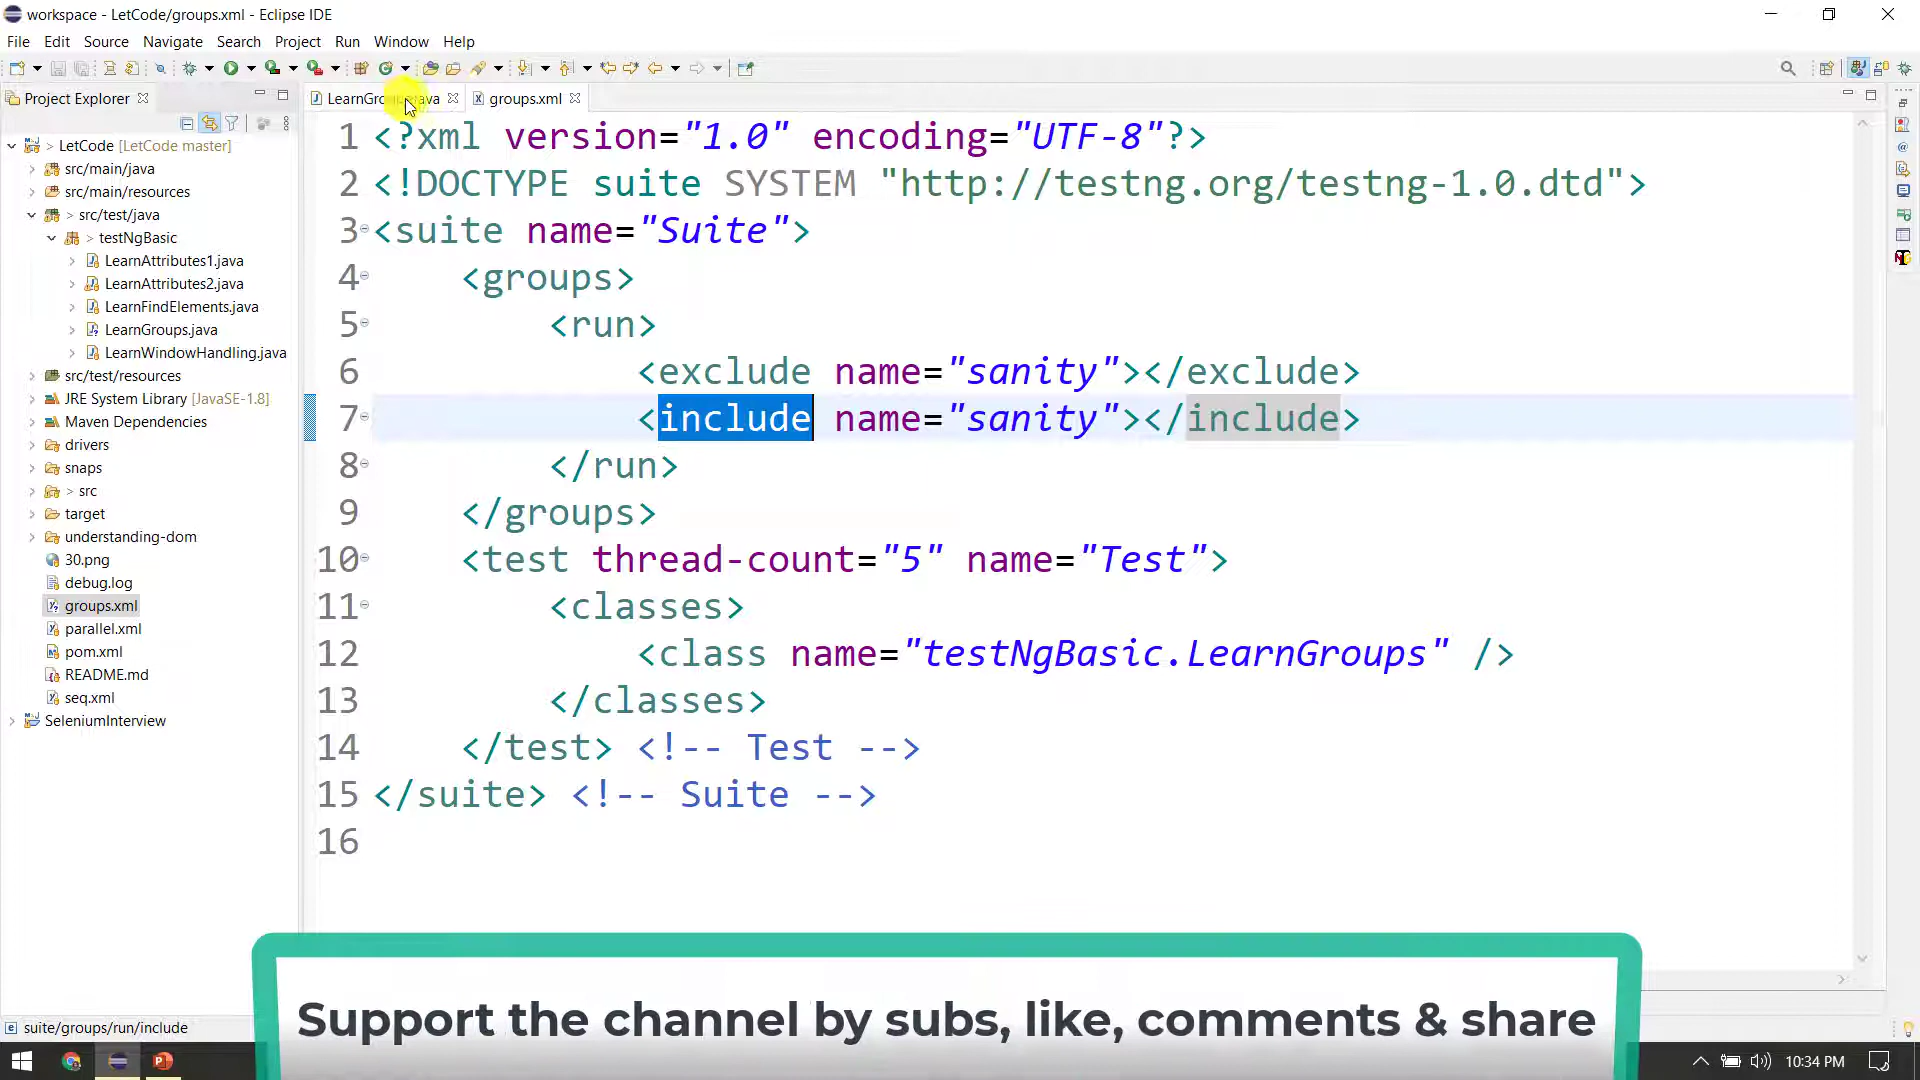 workspace - LetCode/groups.xml - Eclipse IDE
File Edit Source Navigate Search Project Run Window Help
Project Explorer
groups.xml
LetCode [LetCode master]
src/main/java
src/main/resources
> src/test/java
> testNgBasic
LearnAttributes1.java
LearnAttributes2.java
LearnFindElements.java
LearnGroups.java
LearnWindowHandling.java
src/test/resources
JRE System Library [JavaSE-1.8]
Maven Dependencies
drivers
snaps
> src
target
understanding-dom
30.png
debug.log
groups.xml
parallel.xml
pom.xml
README.md
seq.xml
SeleniumInterview
1 <?xml version="1.0" encoding="UTF-8"?>
2 <!DOCTYPE suite SYSTEM "http://testng.org/testng-1.0.dtd">
3 <suite name="Suite">
4 <groups>
5 <run>
6 <exclude name="sanity"></exclude>
7 <include name="sanity"></include>
8 </run>
9 </groups>
10 <test thread-count="5" name="Test">
11 <classes>
12 <class name="testNgBasic.LearnGroups" />
13 </classes>
14 </test> <!-- Test -->
15 </suite> <!-- Suite -->
16
Support the channel by subs, like, comments & share
suite/groups/run/include
10:34 PM